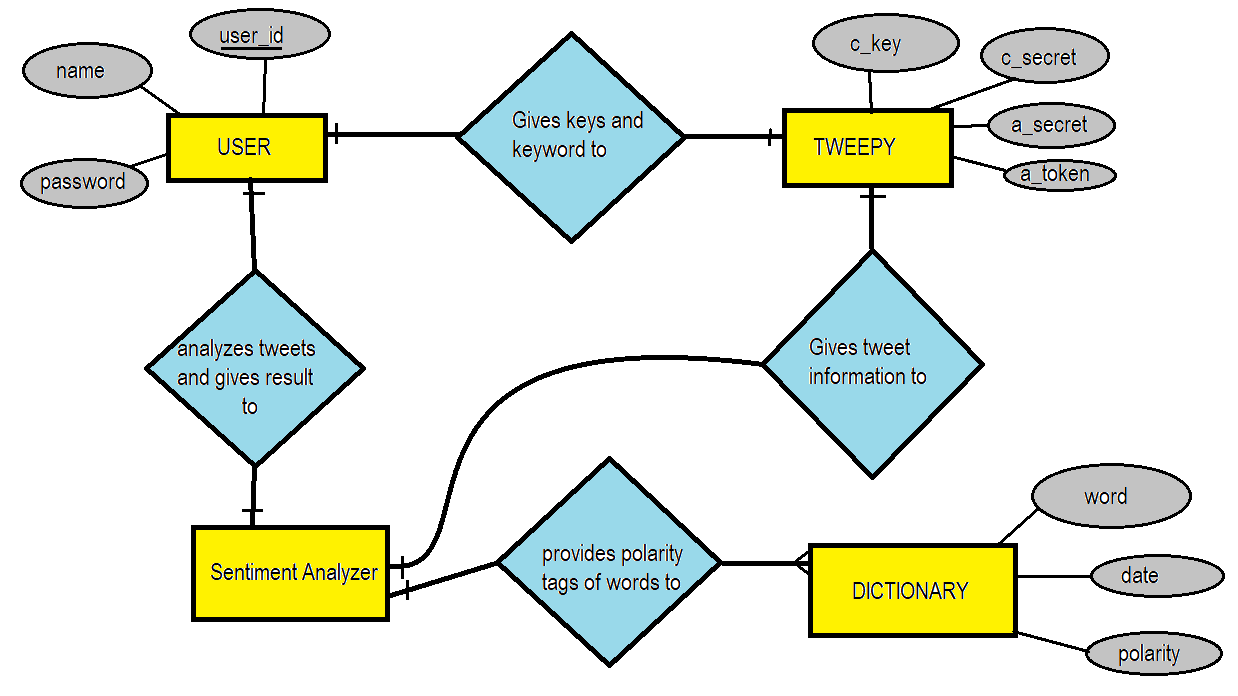 user_id
name
password
USER
Gives keys and
keyword to
c_key
c_secret
a_secret
a_token
TWEEPY
analyzes tweets
and gives result
to
Gives tweet
information to
Sentiment Analyzer
provides polarity
tags of words to
DICTIONARY
word
date
polarity